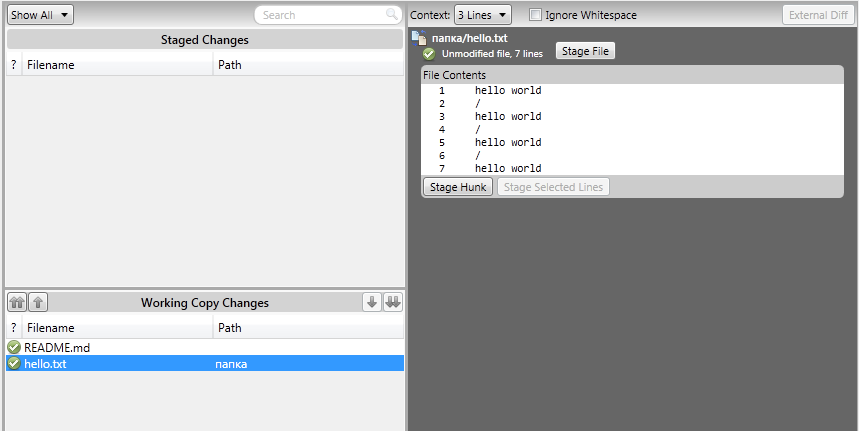 Show All
Search
Staged Changes
? Filename Path
Working Copy Changes
? Filename Path
README.md
hello.txt папка
Context: 3 Lines Ignore Whitespace External Diff
папка/hello.txt
Unmodified file, 7 lines Stage File
File Contents
1 hello world
2 /
3 hello world
4 /
5 hello world
6 /
7 hello world
Stage Hunk Stage Selected Lines